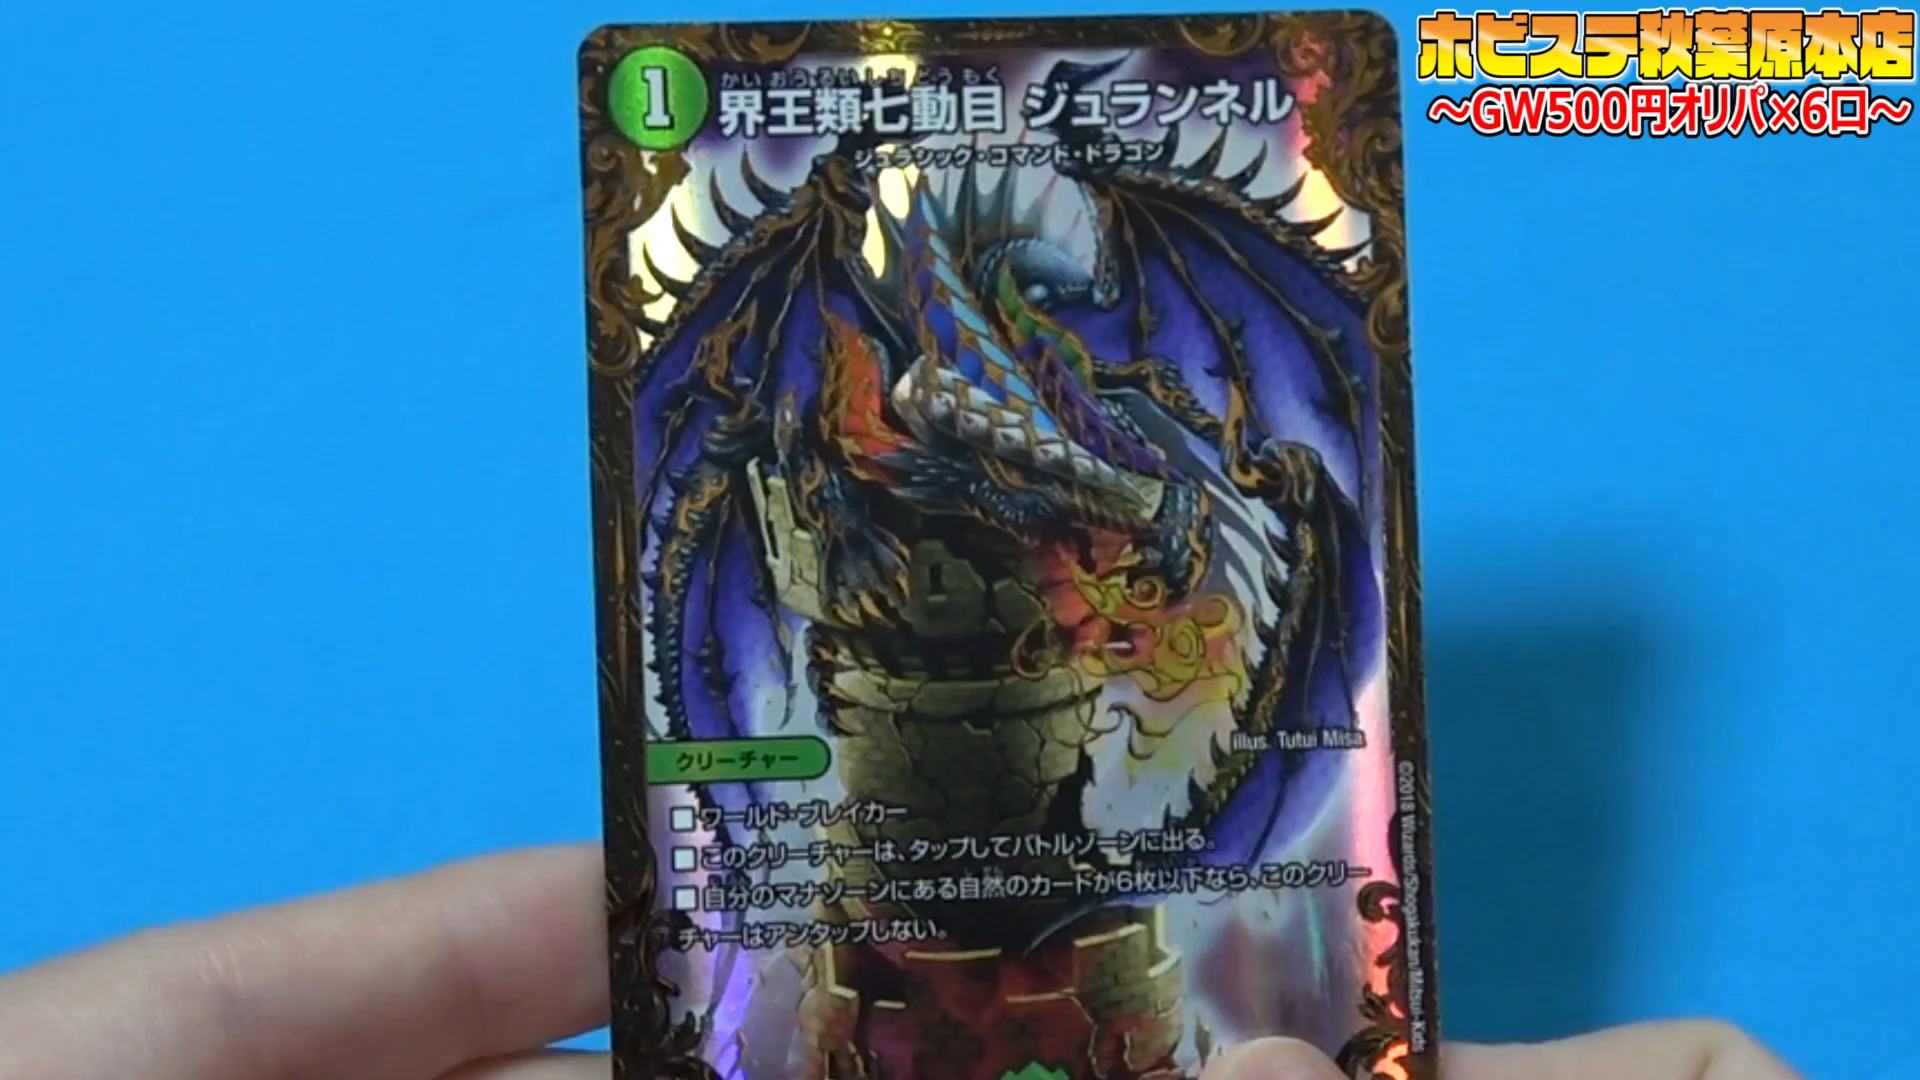 ホビステ秋葉原本店
～GW500円オリパ×6口～
1
かいおうるいしちどうもく
界王類七動目 ジュランネル
ジュラシック・コマンド・ドラゴン
illus. Tutui Misa
クリーチャー
■ワールド・ブレイカー
■このクリーチャーは、タップしてバトルゾーンに出る。
■自分のマナゾーンにある自然のカードが6枚以下なら、このクリー
チャーはアンタップしない。
©2018 Wizards/Shogakukan/Mitsui-Kids